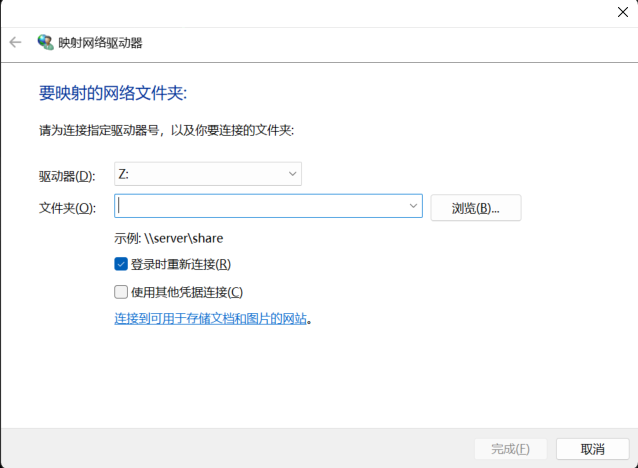 映射网络驱动器
要映射的网络文件夹:
请为连接指定驱动器号，以及你要连接的文件夹:
驱动器(D): Z:
文件夹(O): 浏览(B)...
示例: \\server\share
登录时重新连接(R)
使用其他凭据连接(C)
连接到可用于存储文档和图片的网站。
完成(F) 取消